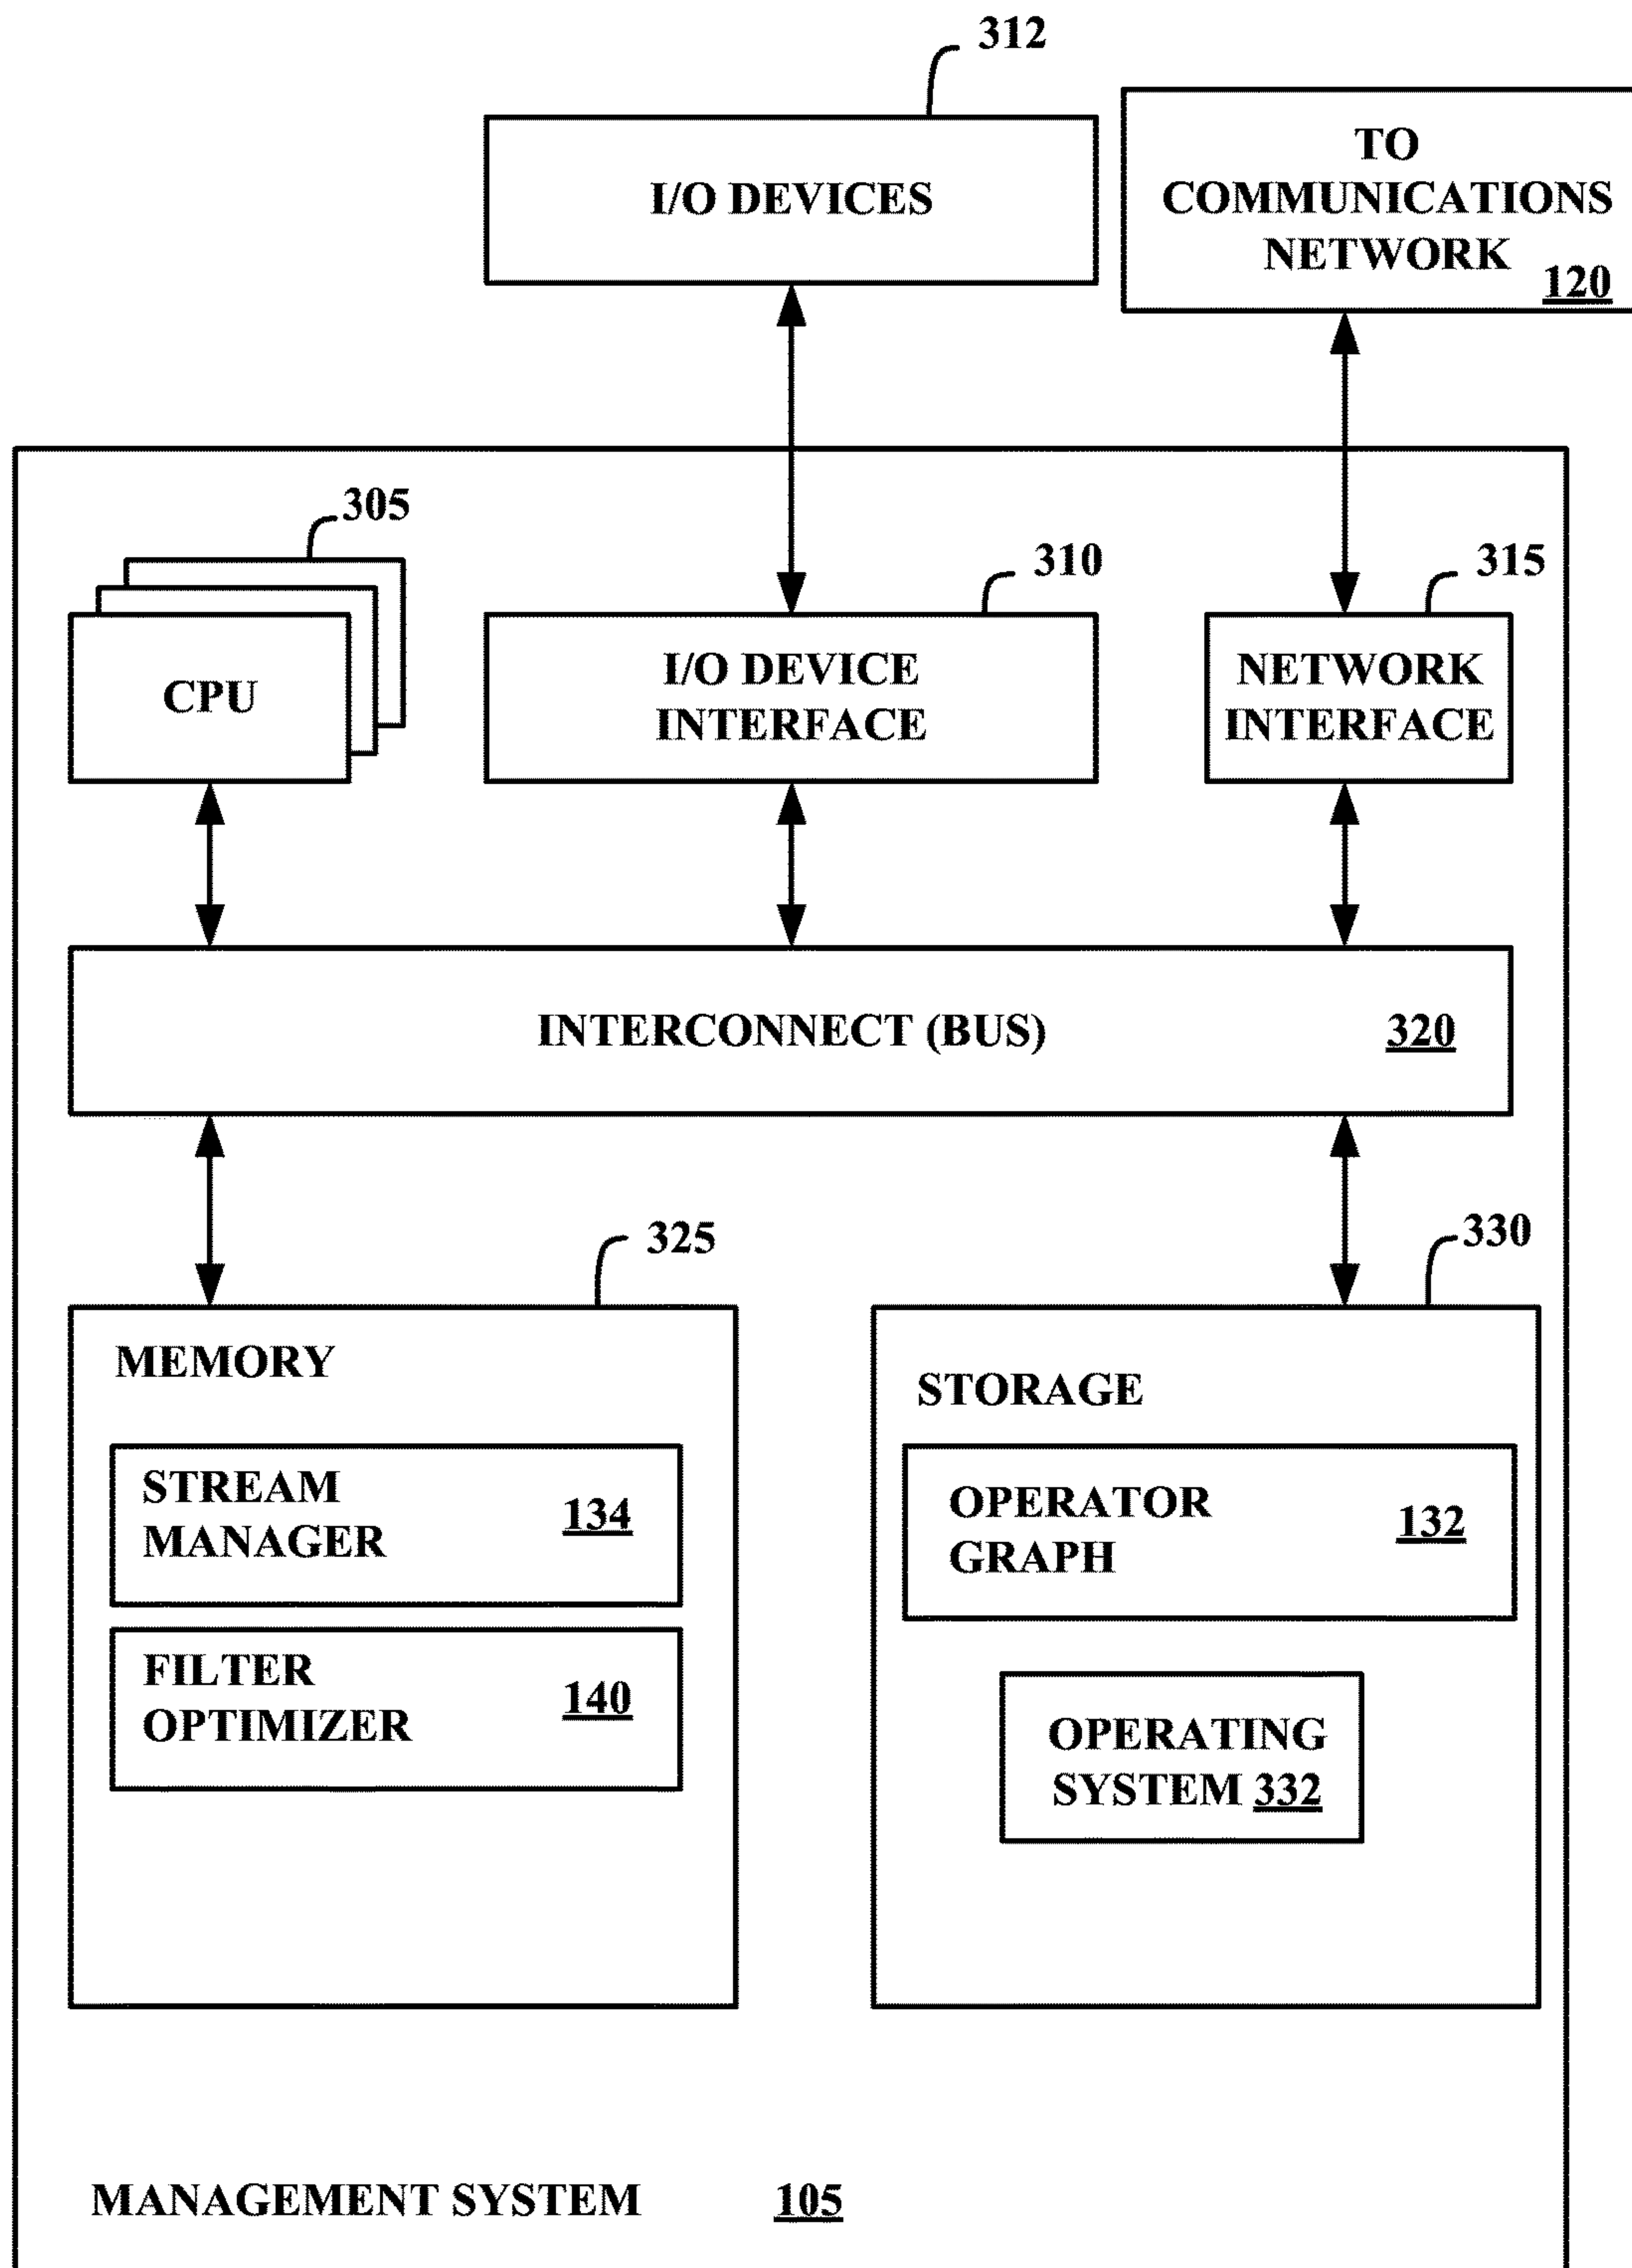 312
I/O DEVICES
TO
COMMUNICATIONS
NETWORK
120
305
310
315
CPU
I/O DEVICE
INTERFACE
NETWORK
INTERFACE
INTERCONNECT (BUS) 320
325
330
MEMORY
STREAM
MANAGER
134
FILTER
OPTIMIZER
140
STORAGE
OPERATOR
GRAPH
132
OPERATING
SYSTEM 332
MANAGEMENT SYSTEM 105